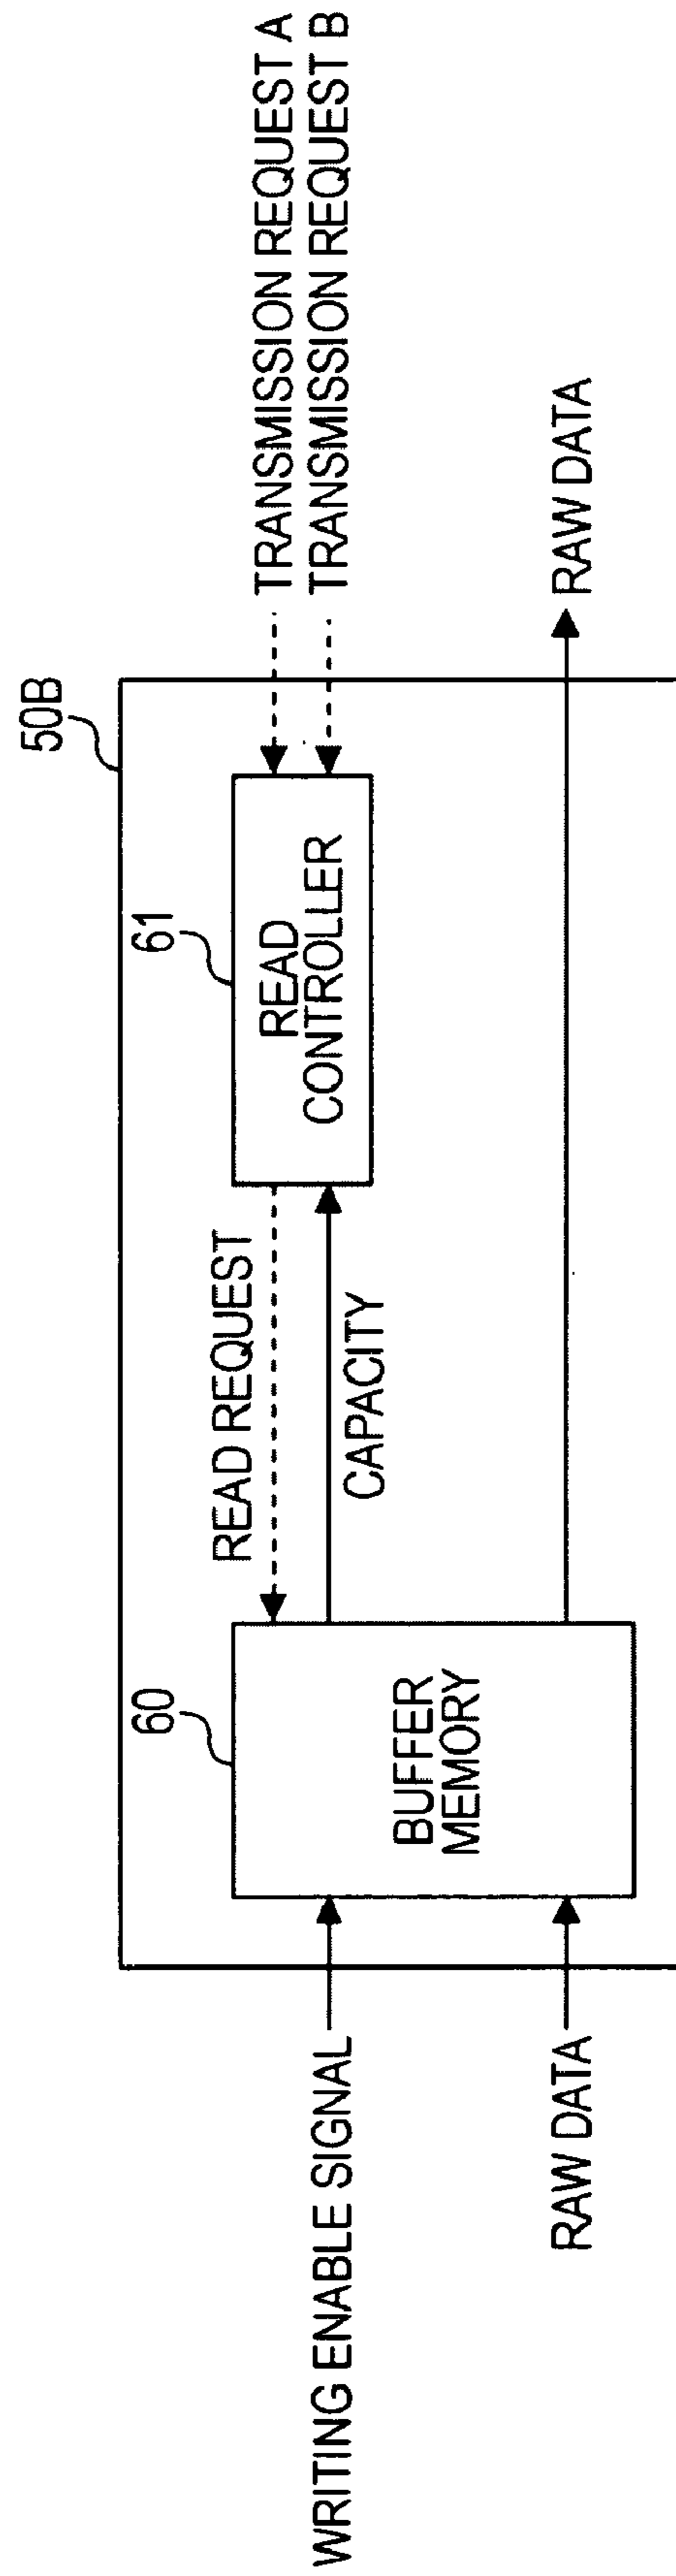 50B
60
61
READ REQUEST
TRANSMISSION REQUEST A
TRANSMISSION REQUEST B
WRITING ENABLE SIGNAL
BUFFER
MEMORY
CAPACITY
READ
CONTROLLER
RAW DATA
RAW DATA